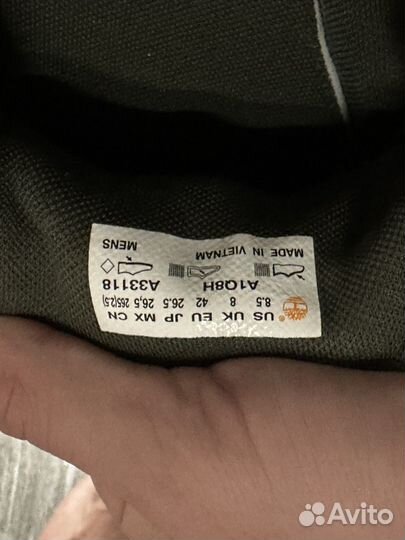 US UK EU JP MX CN
8.5 8 42 26.5 26,5 265(2.5)
A1Q8H A33118
MADE IN VIETNAM MENS
Avito